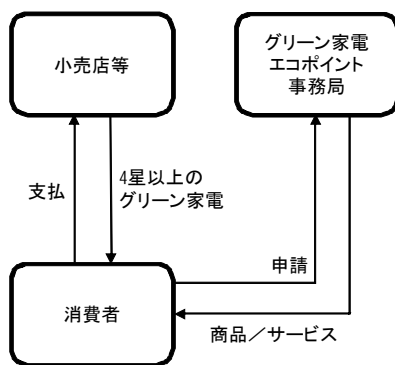 小売店等
グリーン家電
エコポイント
事務局
支払
4星以上の
グリーン家電
申請
消費者
商品／サービス